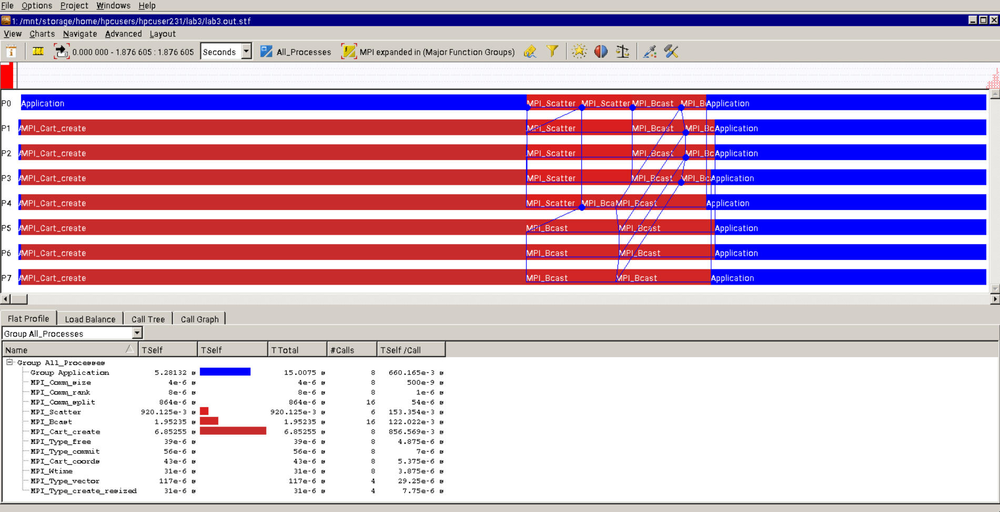 File Options Project Windows Help
1: /mnt/storage/home/hpcusers/hpcuser231/lab3/lab3.out.stf
View Charts Navigate Advanced Layout
0.000 000 - 1.876 605 : 1.876 605 Seconds All_Processes MPI expanded in (Major Function Groups)
P0 Application MPI_Scatter MPI_Scatter MPI_Bcast MPI_B Application
P1 MPI_Cart_create MPI_Scatter MPI_Bcast MPI_Bc Application
P2 MPI_Cart_create MPI_Scatter MPI_Bcast MPI_Bc Application
P3 MPI_Cart_create MPI_Scatter MPI_Bcast MPI_Bc Application
P4 MPI_Cart_create MPI_Scatter MPI_Bca MPI_Bcast Application
P5 MPI_Cart_create MPI_Bcast MPI_Bcast Application
P6 MPI_Cart_create MPI_Bcast MPI_Bcast Application
P7 MPI_Cart_create MPI_Bcast MPI_Bcast Application
Flat Profile Load Balance Call Tree Call Graph
Group All_Processes
Name TSelf TSelf TTotal #Calls TSelf /Call
Group All_Processes
Group Application 5.28132 s 15.0075 s 8 660.165e-3 s
MPI_Comm_size 4e-6 s 4e-6 s 8 500e-9 s
MPI_Comm_rank 8e-6 s 8e-6 s 8 1e-6 s
MPI_Comm_split 864e-6 s 864e-6 s 16 54e-6 s
MPI_Scatter 920.125e-3 s 920.125e-3 s 6 153.354e-3 s
MPI_Bcast 1.95235 s 1.95235 s 16 122.022e-3 s
MPI_Cart_create 6.85255 s 6.85255 s 8 856.569e-3 s
MPI_Type_free 39e-6 s 39e-6 s 8 4.875e-6 s
MPI_Type_commit 56e-6 s 56e-6 s 8 7e-6 s
MPI_Cart_coords 43e-6 s 43e-6 s 8 5.375e-6 s
MPI_Wtime 31e-6 s 31e-6 s 8 3.875e-6 s
MPI_Type_vector 117e-6 s 117e-6 s 4 29.25e-6 s
MPI_Type_create_resized 31e-6 s 31e-6 s 4 7.75e-6 s